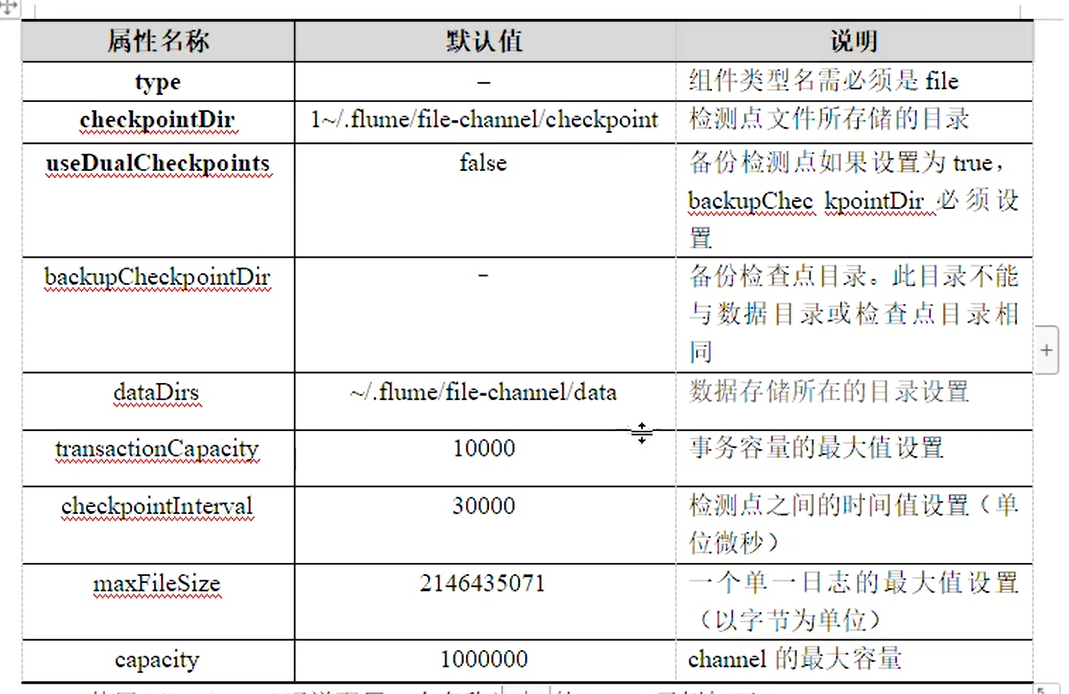 属性名称 默认值 说明
type – 组件类型名需必须是 file
checkpointDir 1~/.flume/file-channel/checkpoint 检测点文件所存储的目录
useDualCheckpoints false 备份检测点如果设置为 true，
backupChec kpointDir 必须设
置
backupCheckpointDir – 备份检查点目录。此目录不能
与数据目录或检查点目录相
同
dataDirs ~/.flume/file-channel/data 数据存储所在的目录设置
transactionCapacity 10000 事务容量的最大值设置
checkpointInterval 30000 检测点之间的时间值设置（单
位微秒）
maxFileSize 2146435071 一个单一日志的最大值设置
（以字节为单位）
capacity 1000000 channel 的最大容量